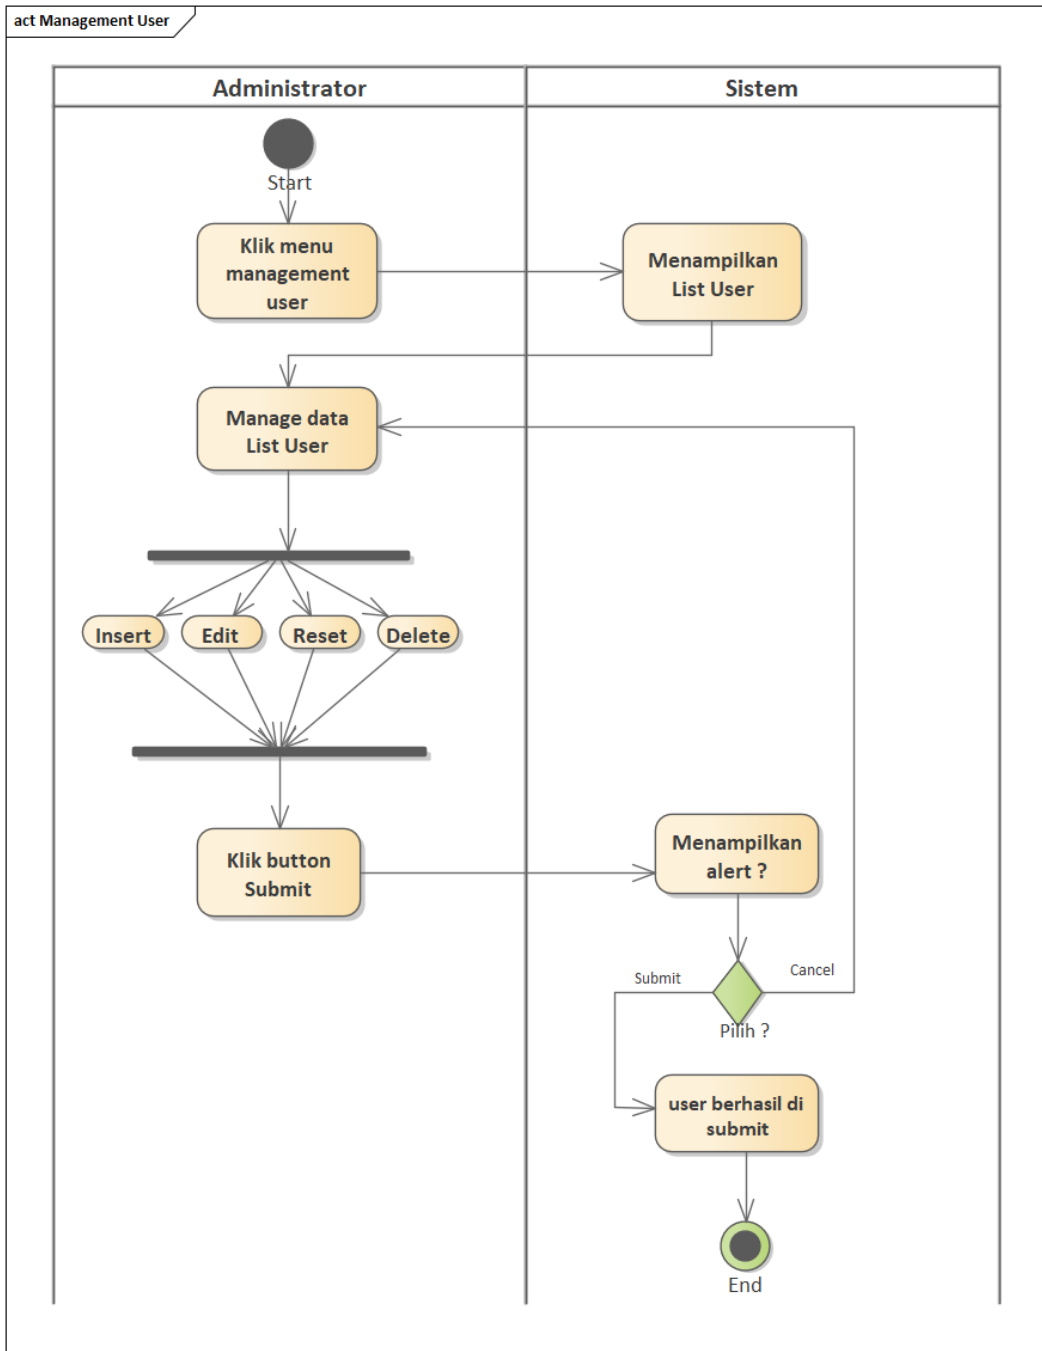 act Management User
Administrator
Sistem
Start
Klik menu
management
user
Menampilkan
List User
Manage data
List User
Insert
Edit
Reset
Delete
Klik button
Submit
Menampilkan
alert ?
Submit
Cancel
Pilih ?
user berhasil di
submit
End